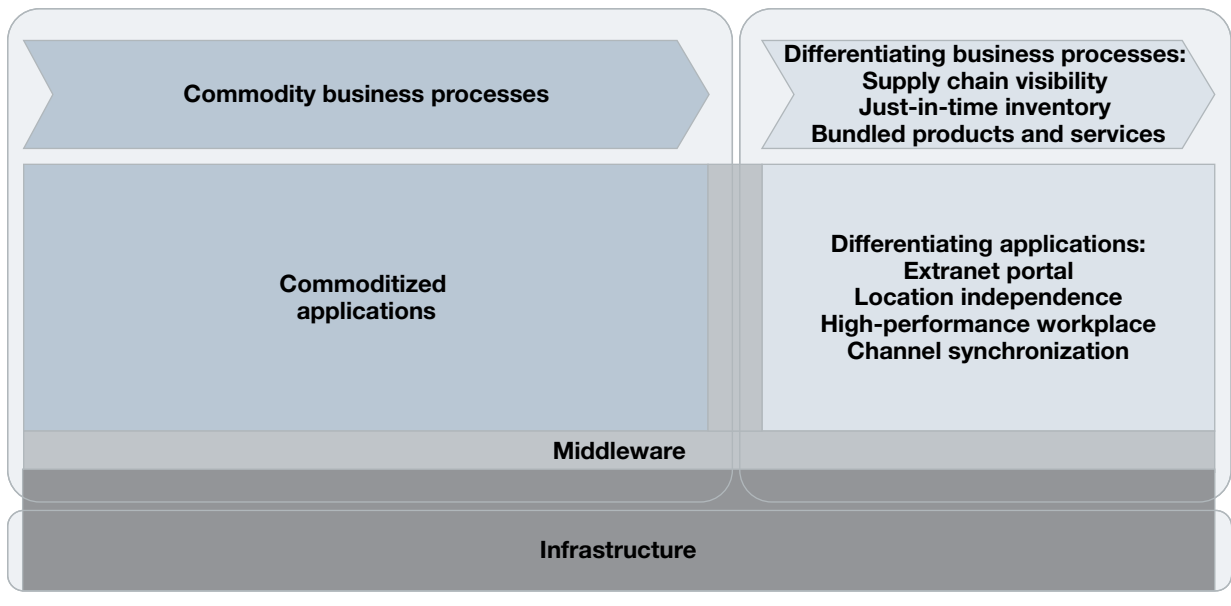 Commodity business processes
Differentiating business processes:
Supply chain visibility
Just-in-time inventory
Bundled products and services
Commoditized
applications
Differentiating applications:
Extranet portal
Location independence
High-performance workplace
Channel synchronization
Middleware
Infrastructure